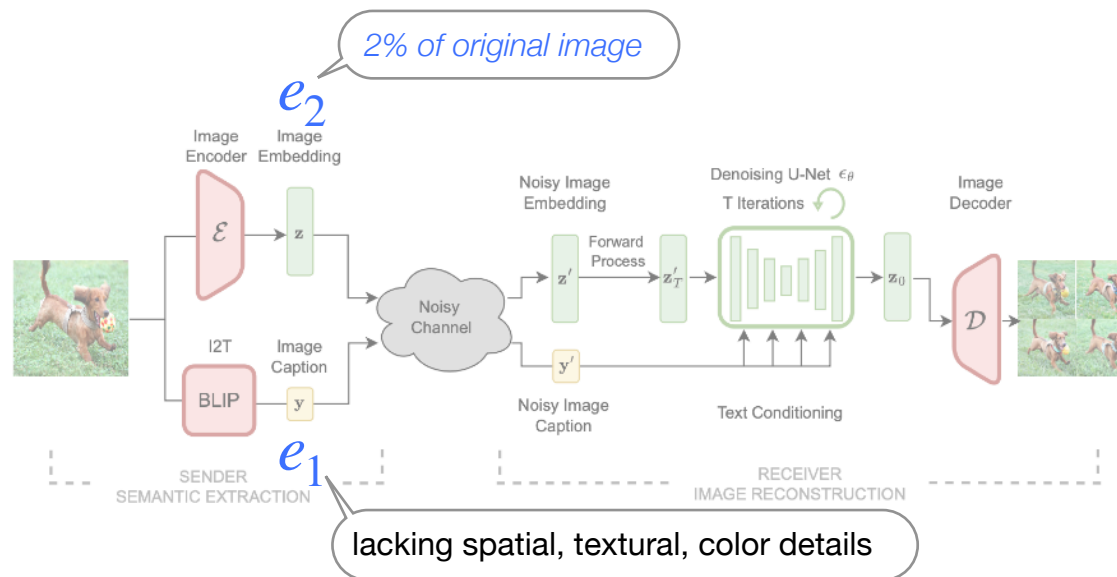 2% of original image
e2
Image
Encoder
Image
Embedding
ℰ
z
Noisy
Channel
I2T
BLIP
Image
Caption
y
e1
lacking spatial, textural, color details
SENDER
SEMANTIC EXTRACTION
Noisy Image
Embedding
z′
Forward
Process
z′T
Denoising U-Net ϵθ
T Iterations
z0
Image
Decoder
𝒟
y′
Noisy Image
Caption
Text Conditioning
RECEIVER
IMAGE RECONSTRUCTION